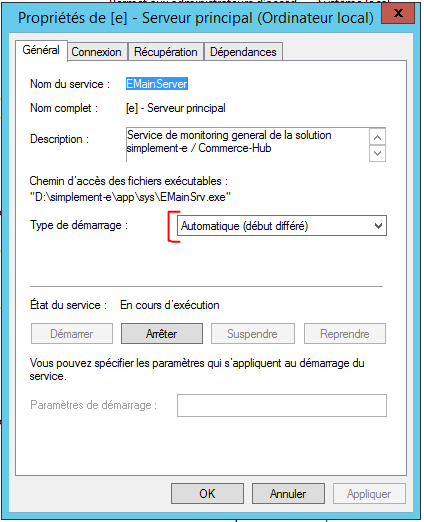 Propriétés de [e] - Serveur principal (Ordinateur local)
x
Général Connexion Récupération Dépendances
Nom du service : EMainServer
Nom complet : [e] - Serveur principal
Description : Service de monitoring general de la solution
simplement-e / Commerce-Hub
Chemin d'accès des fichiers exécutables :
"D:\simplement-e\app\sys\EMainSrv.exe"
Type de démarrage : Automatique (début différé)
État du service : En cours d'exécution
Démarrer Arrêter Suspendre Reprendre
Vous pouvez spécifier les paramètres qui s'appliquent au démarrage du
service.
Paramètres de démarrage :
OK Annuler Appliquer